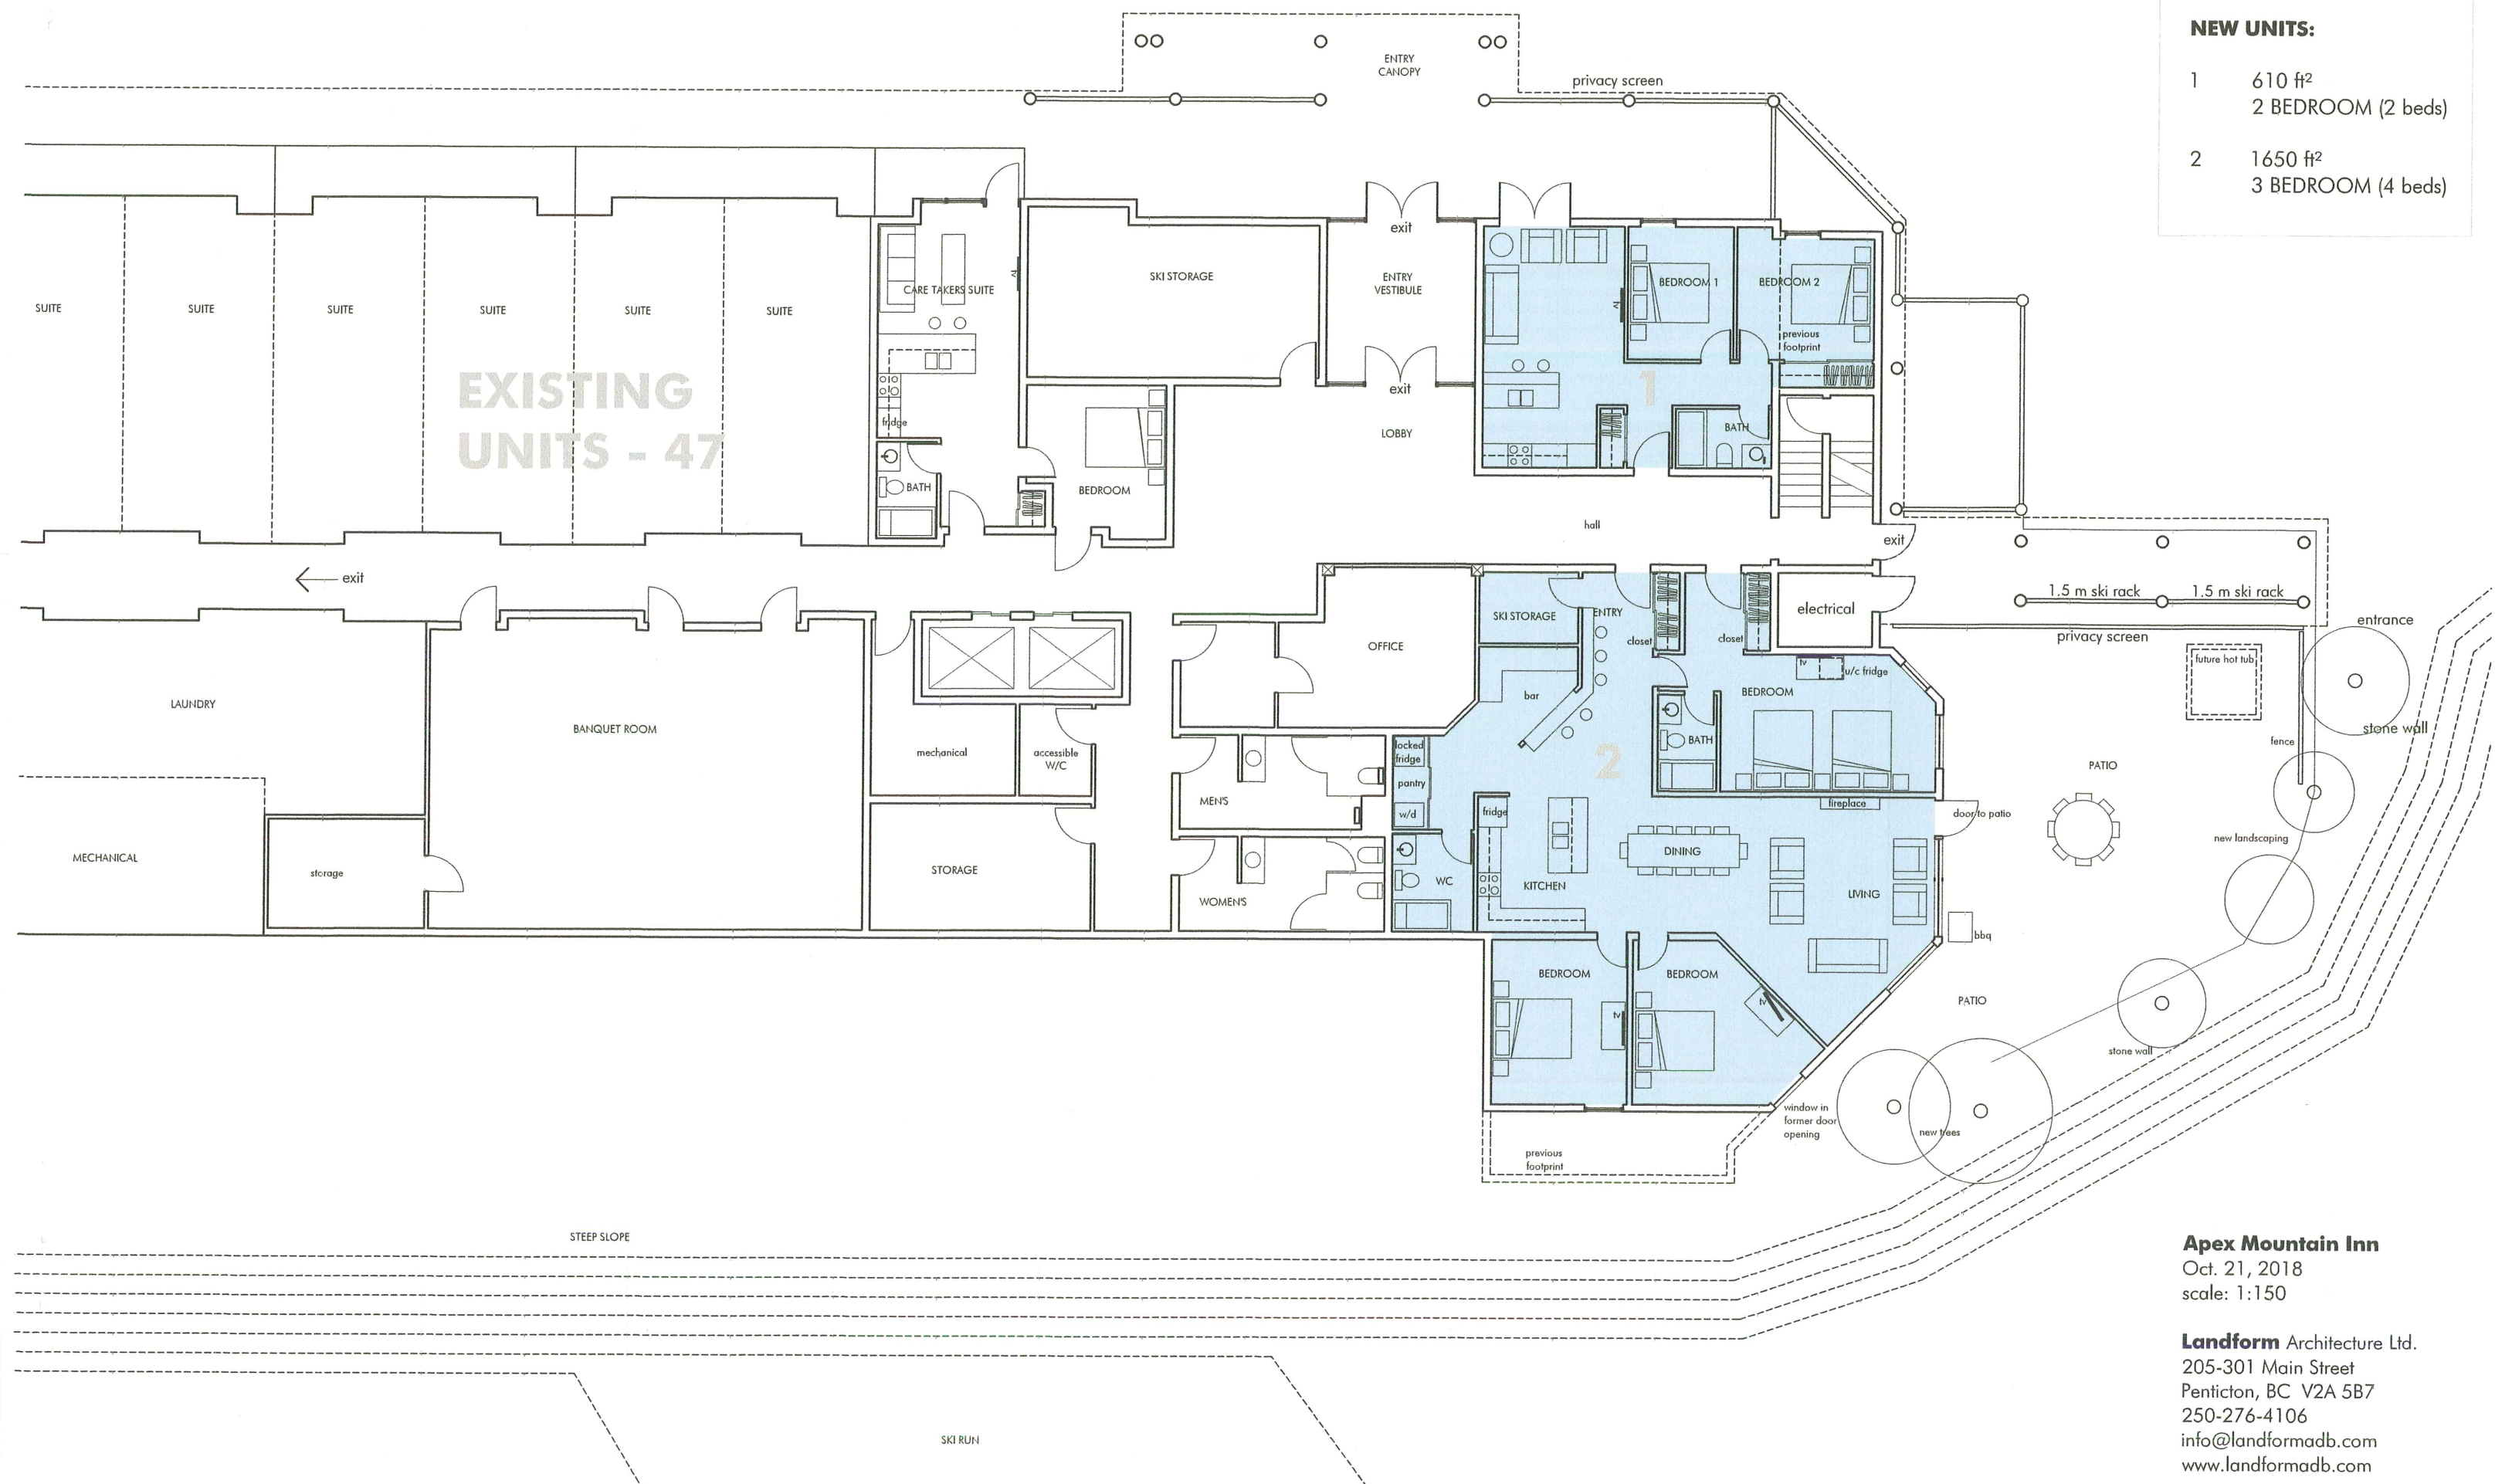 NEW UNITS:
1 610 ft²
2 BEDROOM (2 beds)
2 1650 ft²
3 BEDROOM (4 beds)
ENTRY
CANOPY
privacy screen
SUITE
SUITE
SUITE
SUITE
SUITE
SUITE
EXISTING
UNITS - 47
CARE TAKERS SUITE
tv
fridge
BATH
BEDROOM
SKI STORAGE
exit
ENTRY
VESTIBULE
exit
LOBBY
tv
BEDROOM 1
BEDROOM 2
previous
footprint
1
BATH
hall
exit
exit
1.5 m ski rack
1.5 m ski rack
privacy screen
entrance
stone wall
future hot tub
fence
electrical
SKI STORAGE
ENTRY
closet
closet
OFFICE
bar
tv
u/c fridge
BEDROOM
BATH
2
locked
fridge
pantry
w/d
fridge
fireplace
door to patio
PATIO
new landscaping
DINING
LIVING
KITCHEN
WC
bbq
LAUNDRY
BANQUET ROOM
mechanical
accessible
W/C
MEN'S
WOMEN'S
MECHANICAL
storage
STORAGE
BEDROOM
tv
BEDROOM
tv
PATIO
stone wall
window in
former door
opening
new trees
previous
footprint
STEEP SLOPE
SKI RUN
Apex Mountain Inn
Oct. 21, 2018
scale: 1:150
Landform Architecture Ltd.
205-301 Main Street
Penticton, BC V2A 5B7
250-276-4106
info@landformadb.com
www.landformadb.com